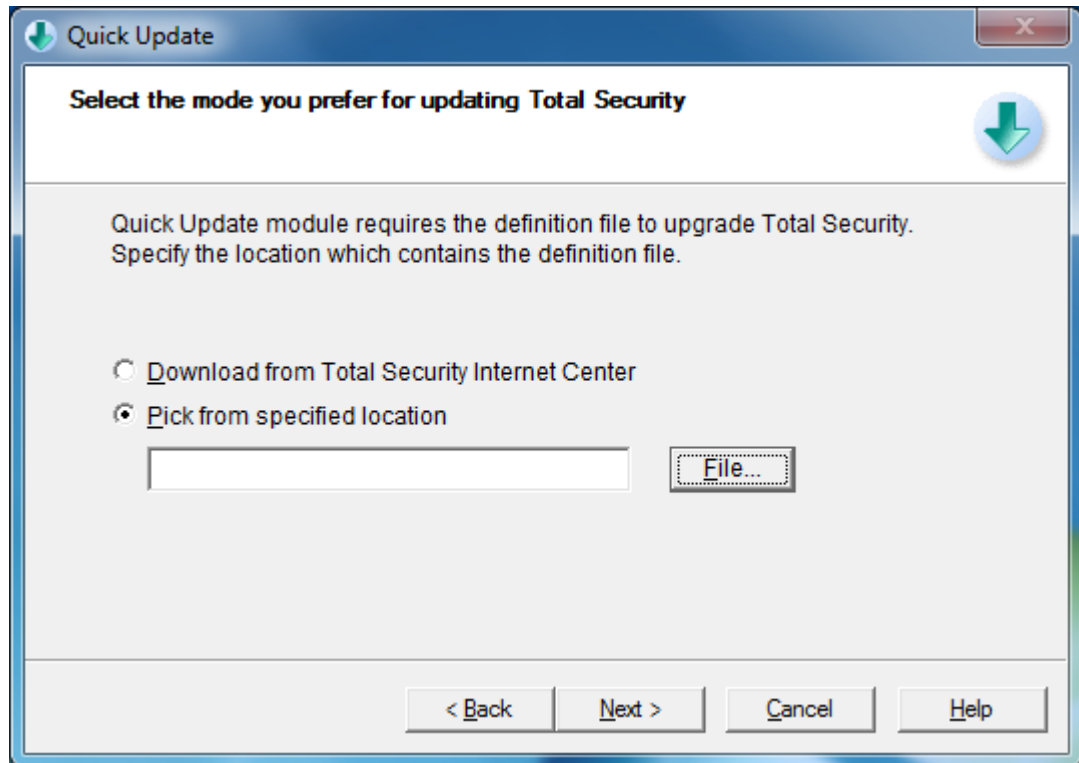 Quick Update
Select the mode you prefer for updating Total Security
Quick Update module requires the definition file to upgrade Total Security.
Specify the location which contains the definition file.
Download from Total Security Internet Center
Pick from specified location
File...
< Back Next > Cancel Help